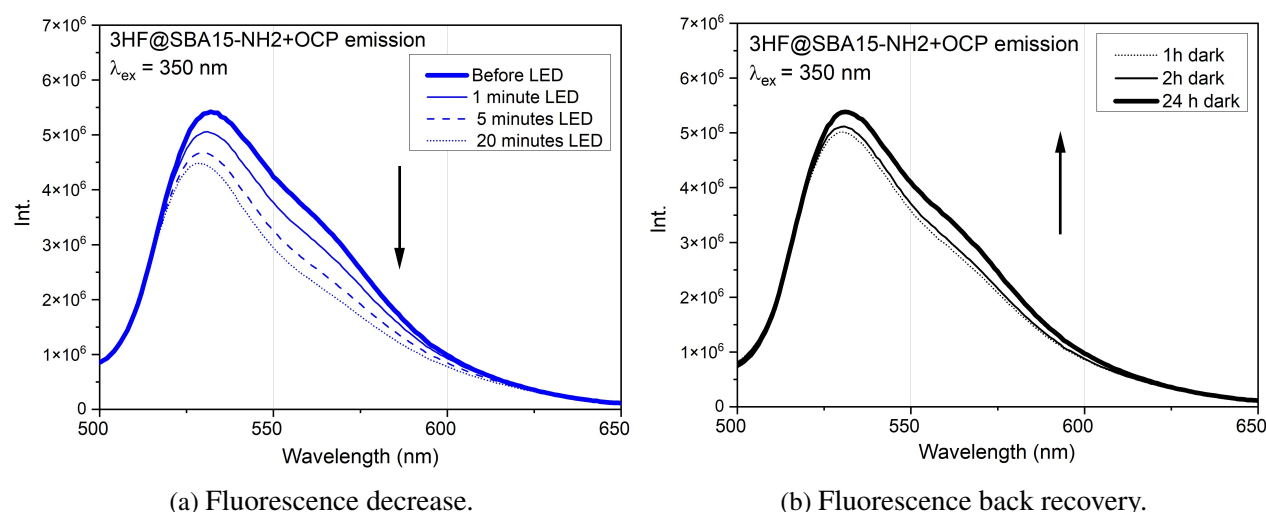 3HF@SBA15-NH2+OCP emission
λex = 350 nm
Before LED
1 minute LED
5 minutes LED
20 minutes LED
7×10⁶
6×10⁶
5×10⁶
4×10⁶
3×10⁶
2×10⁶
1×10⁶
0
Int.
500
550
600
650
Wavelength (nm)
(a) Fluorescence decrease.
3HF@SBA15-NH2+OCP emission
λex = 350 nm
1h dark
2h dark
24 h dark
7×10⁶
6×10⁶
5×10⁶
4×10⁶
3×10⁶
2×10⁶
1×10⁶
0
Int.
500
550
600
650
Wavelength (nm)
(b) Fluorescence back recovery.